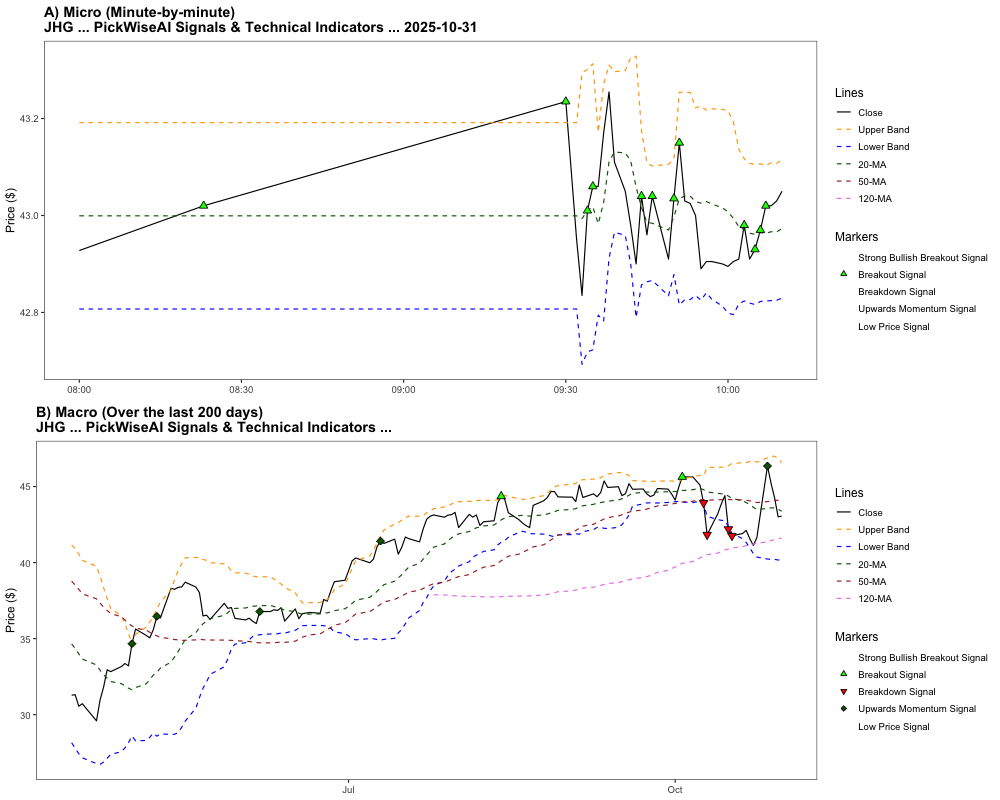 A) Micro (Minute-by-minute)
JHG ... PickWiseAI Signals & Technical Indicators ... 2025-10-31
Price ($)
43.2
43.0
42.8
08:00
08:30
09:00
09:30
10:00
Lines
Close
Upper Band
Lower Band
20-MA
50-MA
120-MA
Markers
Strong Bullish Breakout Signal
Breakout Signal
Breakdown Signal
Upwards Momentum Signal
Low Price Signal
B) Macro (Over the last 200 days)
JHG ... PickWiseAI Signals & Technical Indicators ...
Price ($)
45
40
35
30
Jul
Oct
Lines
Close
Upper Band
Lower Band
20-MA
50-MA
120-MA
Markers
Strong Bullish Breakout Signal
Breakout Signal
Breakdown Signal
Upwards Momentum Signal
Low Price Signal